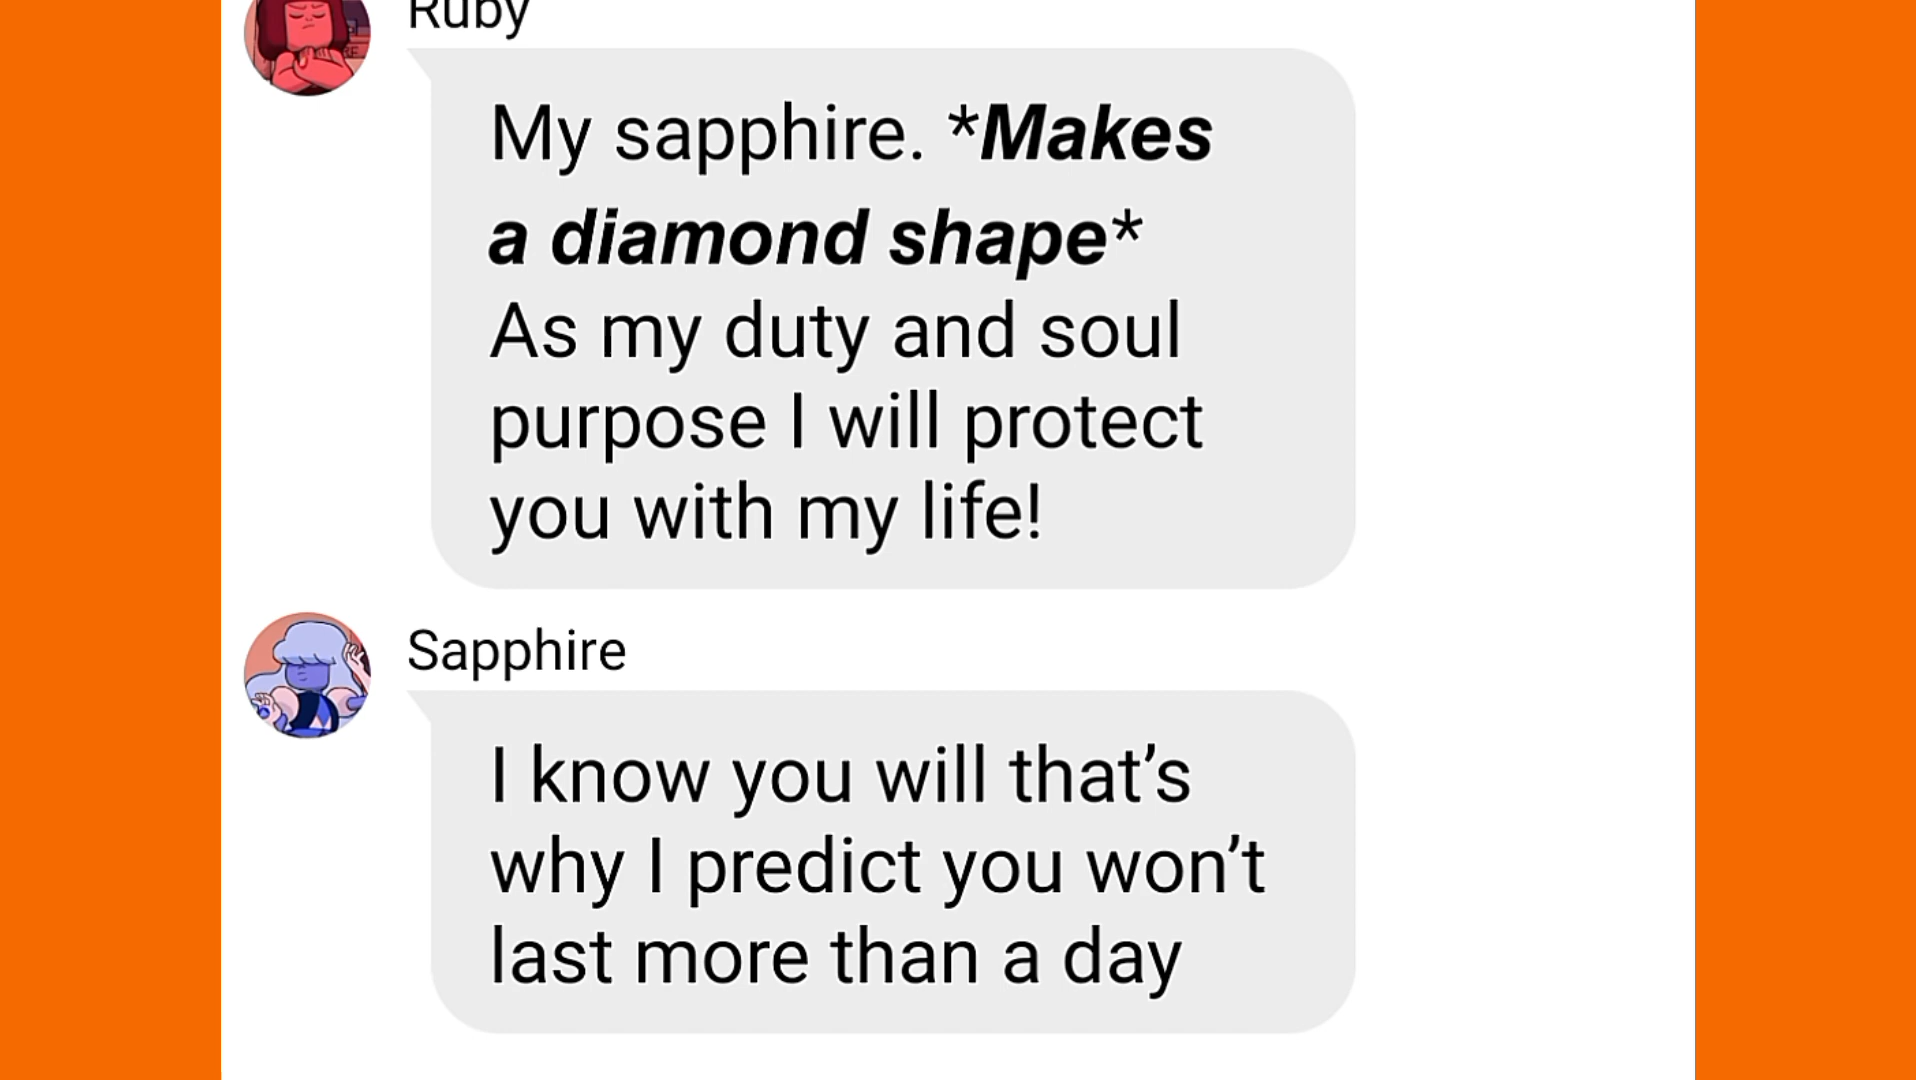 Ruby
My sapphire. *Makes
a diamond shape*
As my duty and soul
purpose I will protect
you with my life!
Sapphire
I know you will that’s
why I predict you won’t
last more than a day